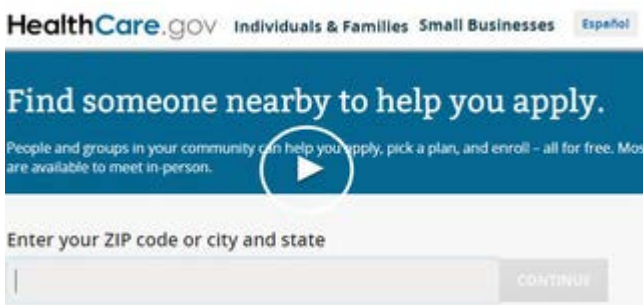 HealthCare.gov Individuals & Families Small Businesses Español
Find someone nearby to help you apply.
People and groups in your community can help you apply, pick a plan, and enroll – all for free. Mos
are available to meet in-person.
Enter your ZIP code or city and state
CONTINUE